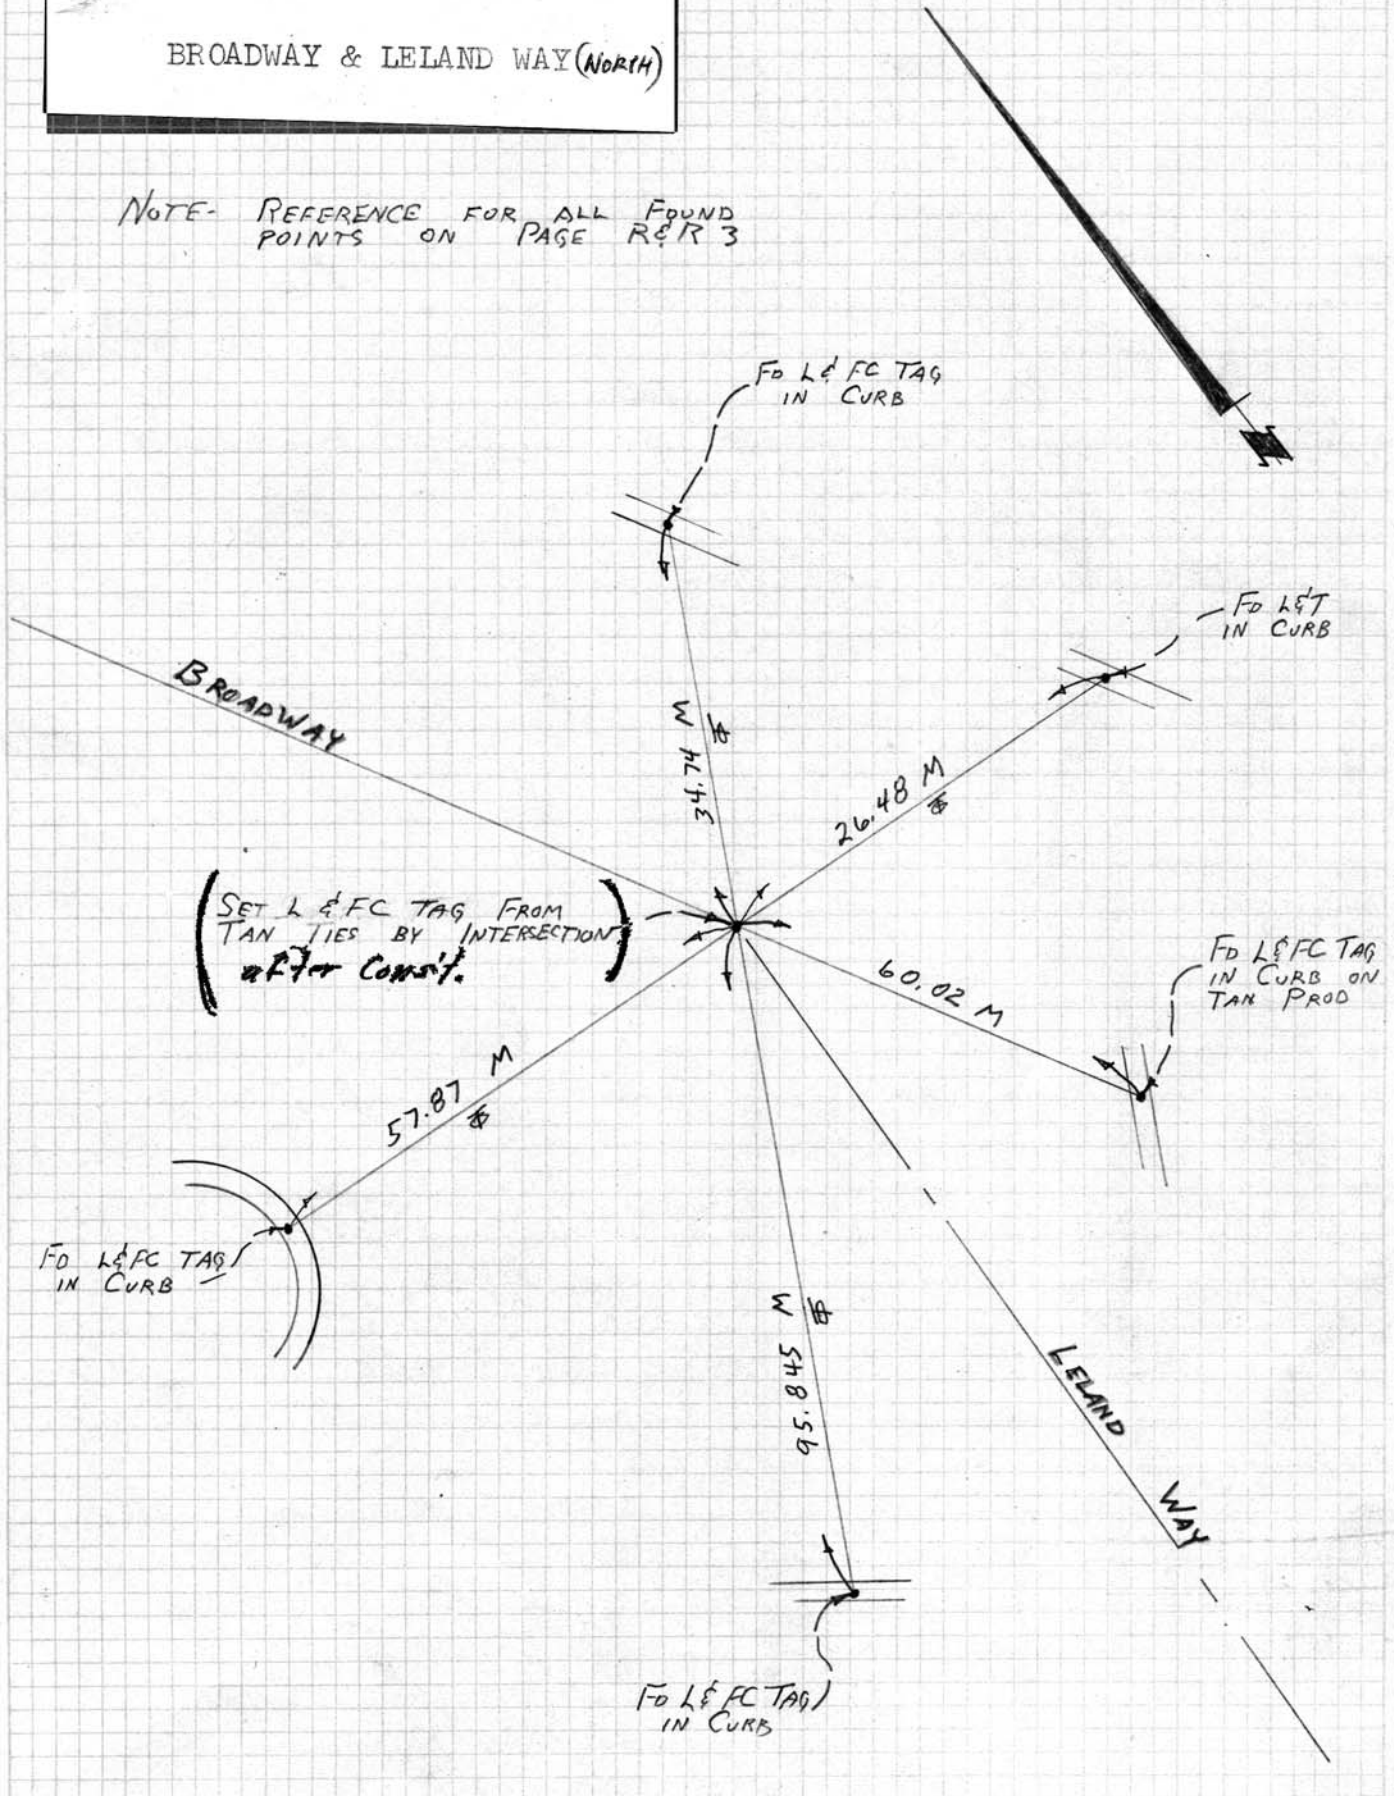 BROADWAY & LELAND WAY (NORTH)
NOTE- REFERENCE FOR ALL FOUND
POINTS ON PAGE R&R 3
FD L & FC TAG
IN CURB
FD L&T
IN CURB
BROADWAY
34.74 M
26.48 M
(SET L & FC TAG FROM
TAN TIES BY INTERSECTION
after Const.)
60.02 M
FD L&FC TAG
IN CURB ON
TAN PROD
57.87 M
FD L&FC TAG
IN CURB
95.845 M
LELAND
WAY
FD L & FC TAG
IN CURB
N